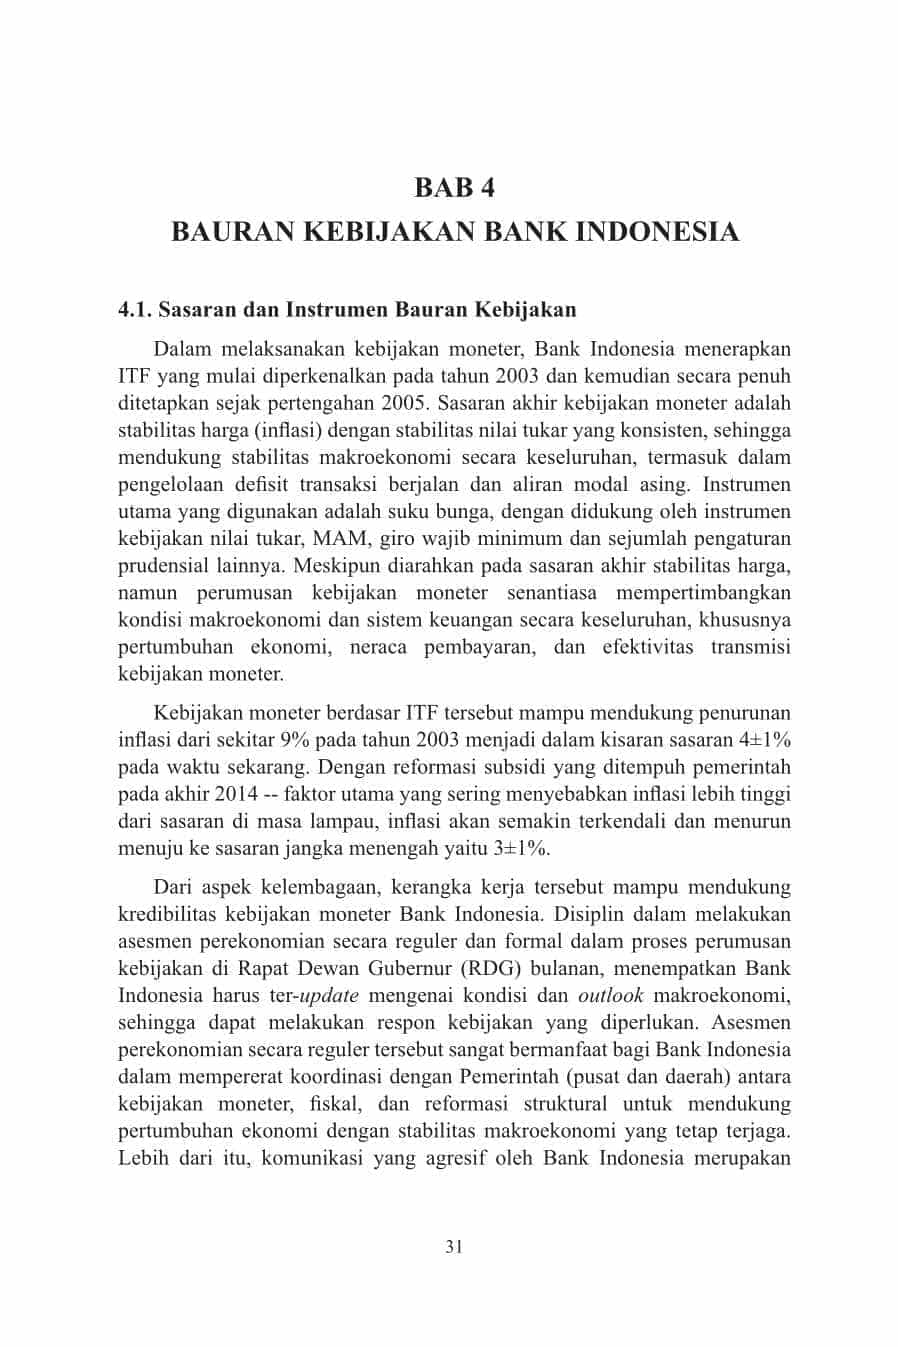 BAB 4
BAURAN KEBIJAKAN BANK INDONESIA
4.1. Sasaran dan Instrumen Bauran Kebijakan
Dalam melaksanakan kebijakan moneter, Bank Indonesia menerapkan
ITF yang mulai diperkenalkan pada tahun 2003 dan kemudian secara penuh
ditetapkan sejak pertengahan 2005. Sasaran akhir kebijakan moneter adalah
stabilitas harga (inflasi) dengan stabilitas nilai tukar yang konsisten, sehingga
mendukung stabilitas makroekonomi secara keseluruhan, termasuk dalam
pengelolaan defisit transaksi berjalan dan aliran modal asing. Instrumen
utama yang digunakan adalah suku bunga, dengan didukung oleh instrumen
kebijakan nilai tukar, MAM, giro wajib minimum dan sejumlah pengaturan
prudensial lainnya. Meskipun diarahkan pada sasaran akhir stabilitas harga,
namun perumusan kebijakan moneter senantiasa mempertimbangkan
kondisi makroekonomi dan sistem keuangan secara keseluruhan, khususnya
pertumbuhan ekonomi, neraca pembayaran, dan efektivitas transmisi
kebijakan moneter.
Kebijakan moneter berdasar ITF tersebut mampu mendukung penurunan
inflasi dari sekitar 9% pada tahun 2003 menjadi dalam kisaran sasaran 4±1%
pada waktu sekarang. Dengan reformasi subsidi yang ditempuh pemerintah
pada akhir 2014 -- faktor utama yang sering menyebabkan inflasi lebih tinggi
dari sasaran di masa lampau, inflasi akan semakin terkendali dan menurun
menuju ke sasaran jangka menengah yaitu 3±1%.
Dari aspek kelembagaan, kerangka kerja tersebut mampu mendukung
kredibilitas kebijakan moneter Bank Indonesia. Disiplin dalam melakukan
asesmen perekonomian secara reguler dan formal dalam proses perumusan
kebijakan di Rapat Dewan Gubernur (RDG) bulanan, menempatkan Bank
Indonesia harus ter-update mengenai kondisi dan outlook makroekonomi,
sehingga dapat melakukan respon kebijakan yang diperlukan. Asesmen
perekonomian secara reguler tersebut sangat bermanfaat bagi Bank Indonesia
dalam mempererat koordinasi dengan Pemerintah (pusat dan daerah) antara
kebijakan moneter, fiskal, dan reformasi struktural untuk mendukung
pertumbuhan ekonomi dengan stabilitas makroekonomi yang tetap terjaga.
Lebih dari itu, komunikasi yang agresif oleh Bank Indonesia merupakan
31